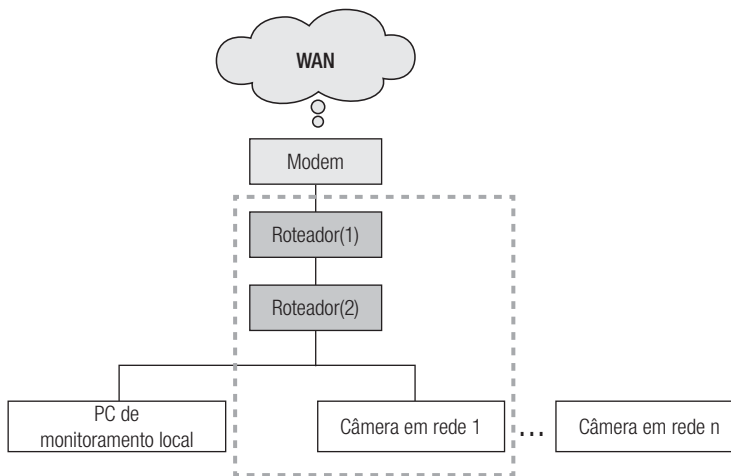 WAN
Modem
Roteador(1)
Roteador(2)
PC de
monitoramento local
Câmera em rede 1
...
Câmera em rede n